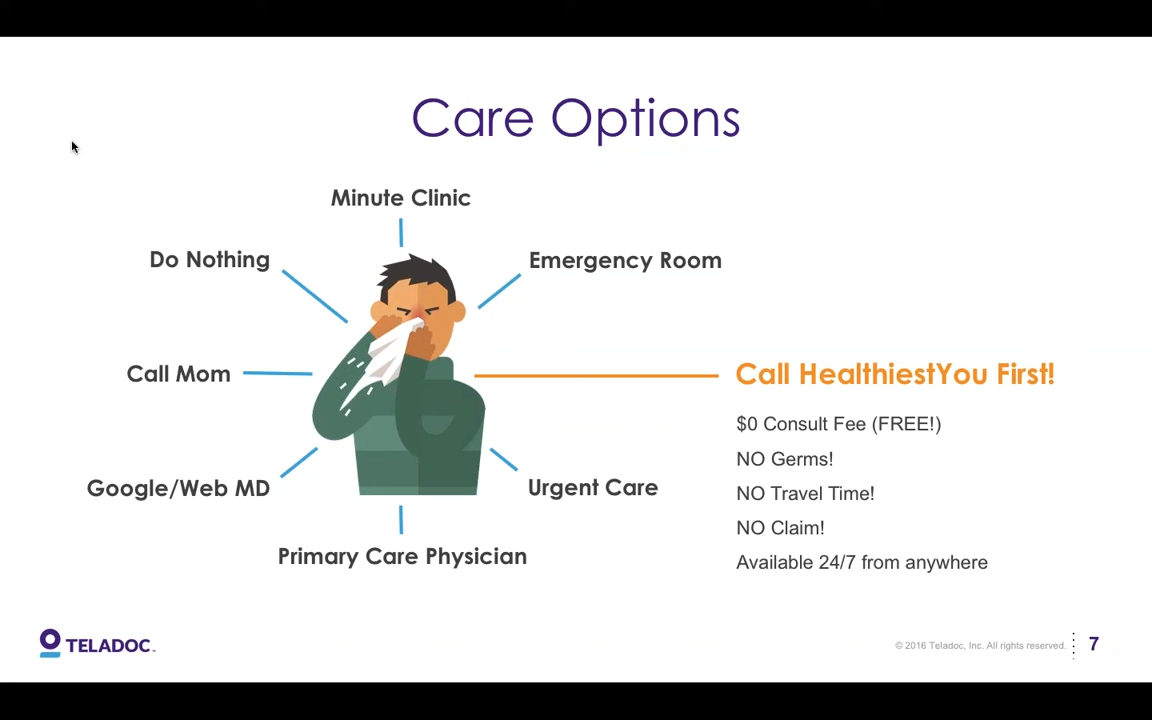 Care Options
Minute Clinic
Do Nothing
Emergency Room
Call Mom
Call HealthiestYou First!
$0 Consult Fee (FREE!)
NO Germs!
Google/Web MD
Urgent Care
NO Travel Time!
NO Claim!
Primary Care Physician
Available 24/7 from anywhere
TELADOC™
© 2016 Teladoc, Inc. All rights reserved.
7